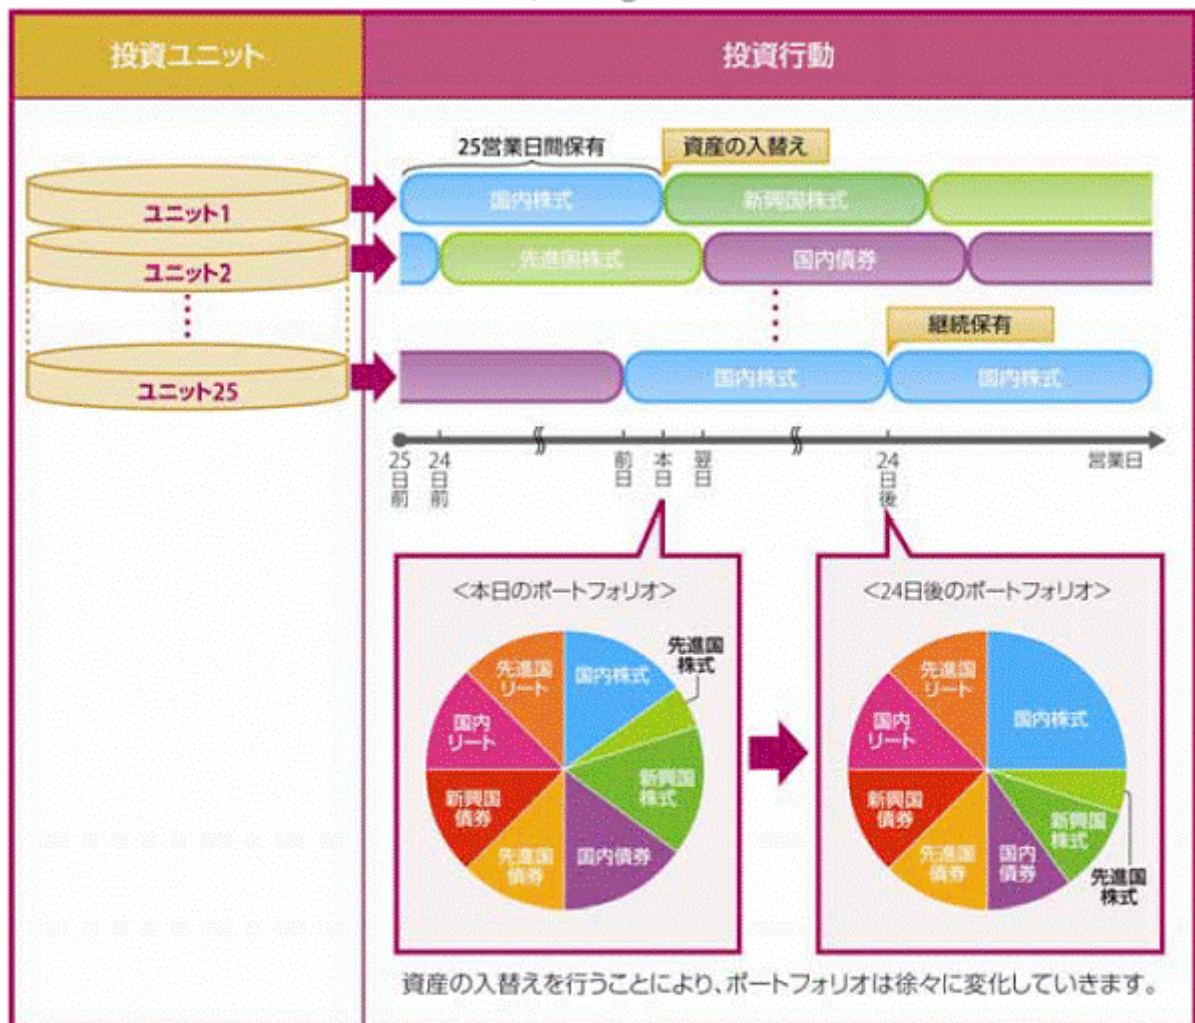 投資ユニット
投資行動
25営業日間保有
資産の入替え
ユニット1
国内株式
新興国株式
ユニット2
先進国株式
国内債券
継続保有
ユニット25
国内株式
国内株式
25日前
24日前
前日
本日
翌日
24日後
営業日
<本日のポートフォリオ>
国内株式
先進国
株式
新興国
株式
国内債券
先進国
債券
新興国
債券
国内
リート
先進国
リート
<24日後のポートフォリオ>
国内株式
先進国
株式
新興国
株式
国内
債券
先進国
債券
新興国
債券
国内
リート
先進国
リート
資産の入替えを行うことにより、ポートフォリオは徐々に変化していきます。